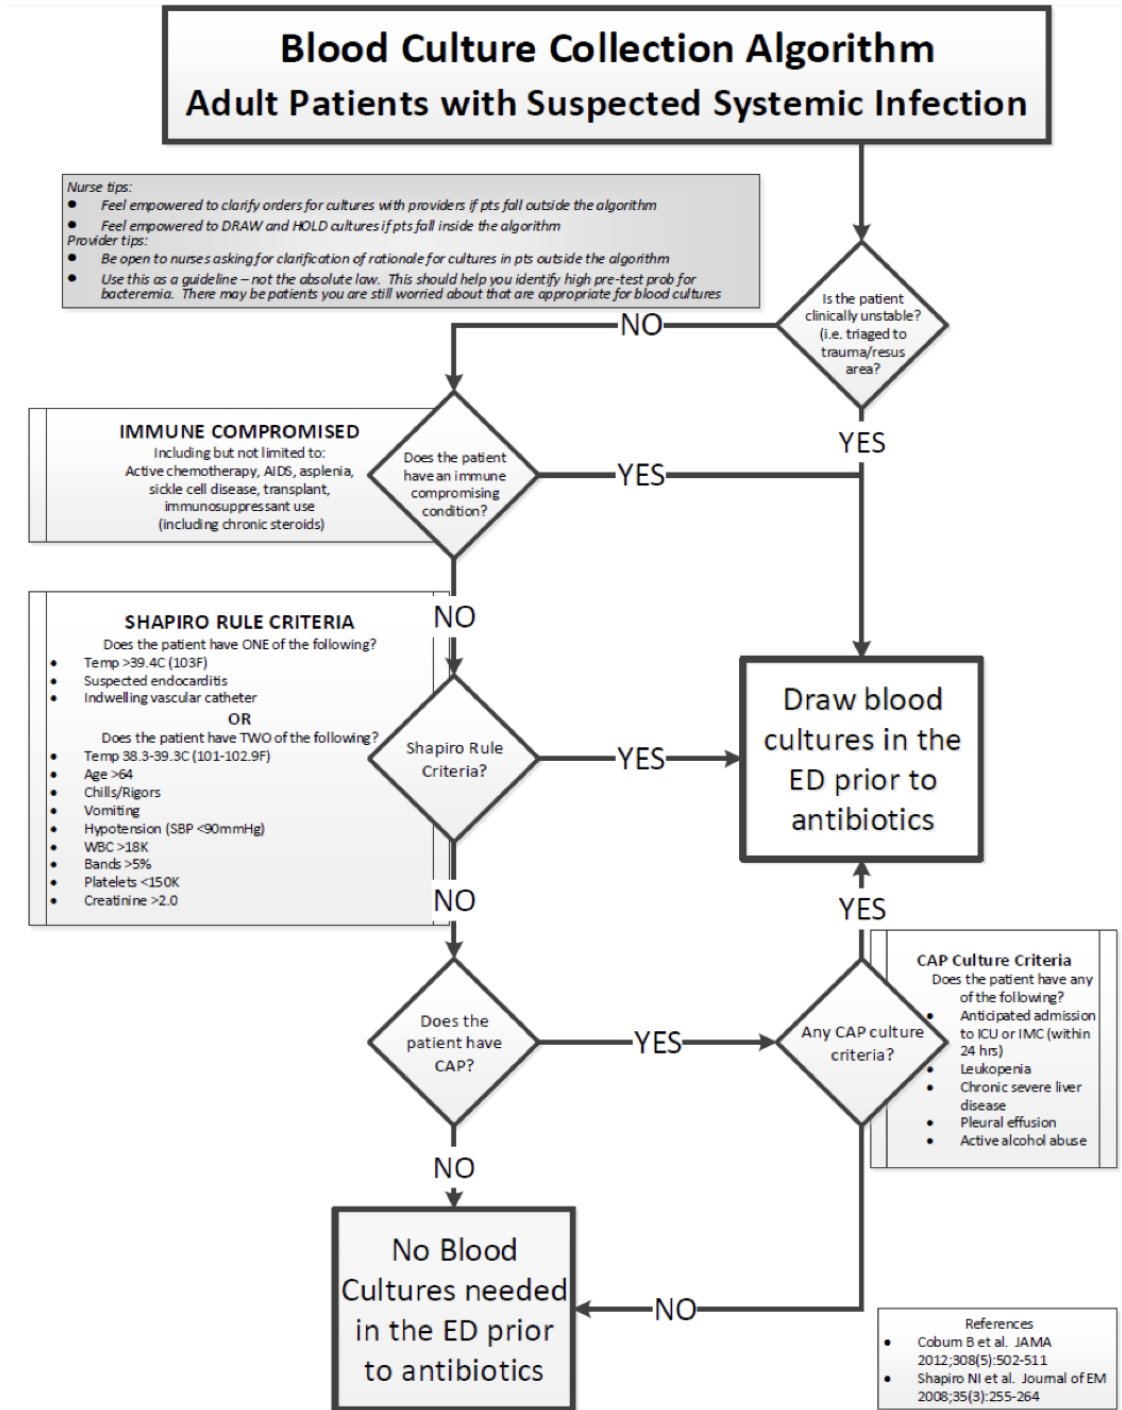 Blood Culture Collection Algorithm
Adult Patients with Suspected Systemic Infection
Nurse tips:
● Feel empowered to clarify orders for cultures with providers if pts fall outside the algorithm
● Feel empowered to DRAW and HOLD cultures if pts fall inside the algorithm
Provider tips:
● Be open to nurses asking for clarification of rationale for cultures in pts outside the algorithm
● Use this as a guideline – not the absolute law. This should help you identify high pre-test prob for
bacteremia. There may be patients you are still worried about that are appropriate for blood cultures
Is the patient
clinically unstable?
(i.e. triaged to
trauma/resus
area?
NO
YES
IMMUNE COMPROMISED
Including but not limited to:
Active chemotherapy, AIDS, asplenia,
sickle cell disease, transplant,
immunosuppressant use
(including chronic steroids)
Does the patient
have an immune
compromising
condition?
YES
NO
SHAPIRO RULE CRITERIA
Does the patient have ONE of the following?
● Temp >39.4C (103F)
● Suspected endocarditis
● Indwelling vascular catheter
OR
Does the patient have TWO of the following?
● Temp 38.3-39.3C (101-102.9F)
● Age >64
● Chills/Rigors
● Vomiting
● Hypotension (SBP <90mmHg)
● WBC >18K
● Bands >5%
● Platelets <150K
● Creatinine >2.0
Shapiro Rule
Criteria?
YES
Draw blood
cultures in the
ED prior to
antibiotics
NO
YES
Does the
patient have
CAP?
YES
Any CAP culture
criteria?
CAP Culture Criteria
Does the patient have any
of the following?
● Anticipated admission
to ICU or IMC (within
24 hrs)
● Leukopenia
● Chronic severe liver
disease
● Pleural effusion
● Active alcohol abuse
NO
No Blood
Cultures needed
in the ED prior
to antibiotics
NO
References
● Coburn B et al. JAMA
2012;308(5):502-511
● Shapiro NI et al. Journal of EM
2008;35(3):255-264